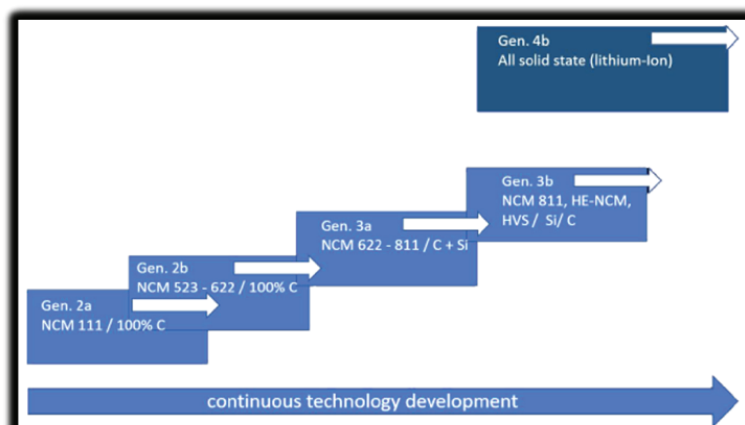 Gen. 4b
All solid state (lithium-Ion)
Gen. 3b
NCM 811, HE-NCM,
HVS / Si/ C
Gen. 3a
NCM 622 - 811 / C + Si
Gen. 2b
NCM 523 - 622 / 100% C
Gen. 2a
NCM 111 / 100% C
continuous technology development